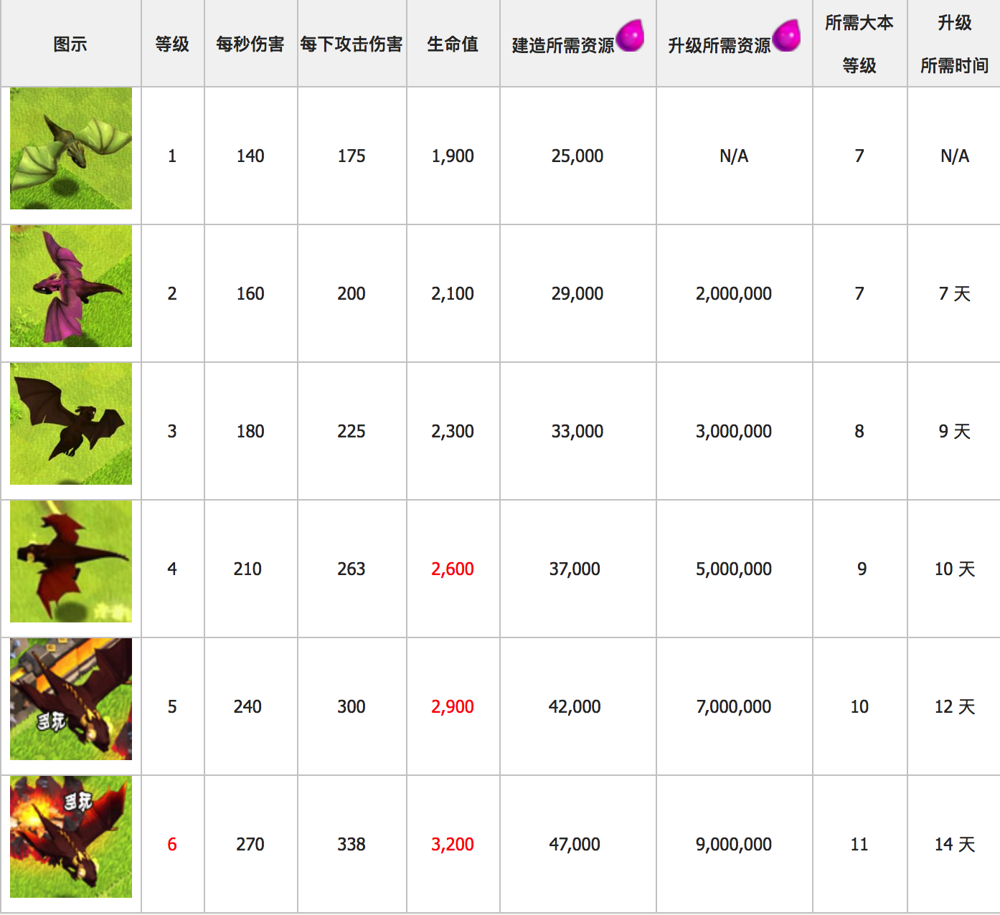 图示 等级 每秒伤害 每下攻击伤害 生命值 建造所需资源 升级所需资源 所需大本等级 升级所需时间
1 140 175 1,900 25,000 N/A 7 N/A
2 160 200 2,100 29,000 2,000,000 7 7 天
3 180 225 2,300 33,000 3,000,000 8 9 天
4 210 263 2,600 37,000 5,000,000 9 10 天
多玩 5 240 300 2,900 42,000 7,000,000 10 12 天
多玩 6 270 338 3,200 47,000 9,000,000 11 14 天